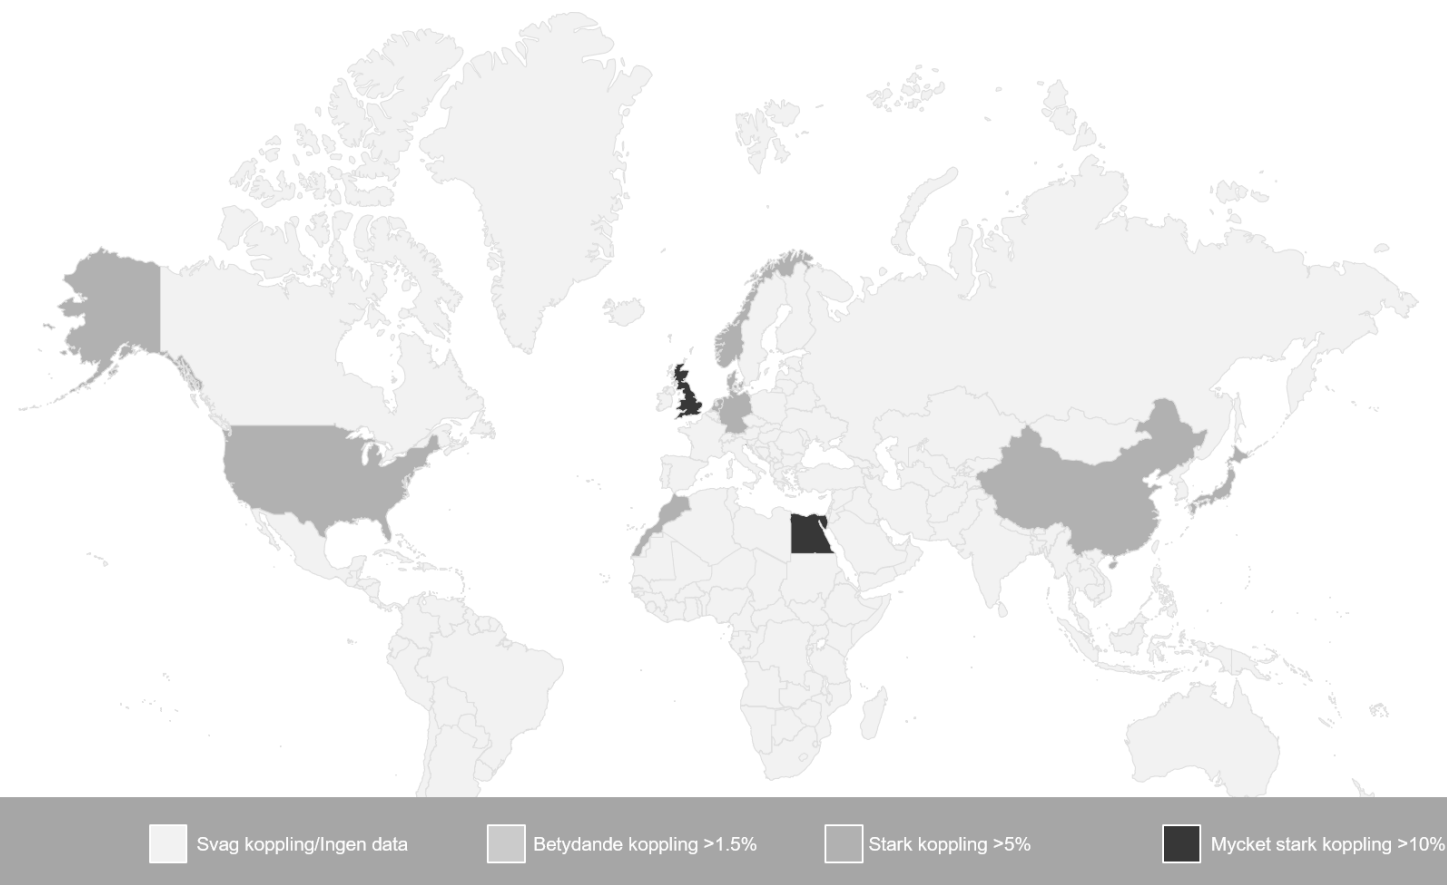 Svag koppling/Ingen data
Betydande koppling >1.5%
Stark koppling >5%
Mycket stark koppling >10%